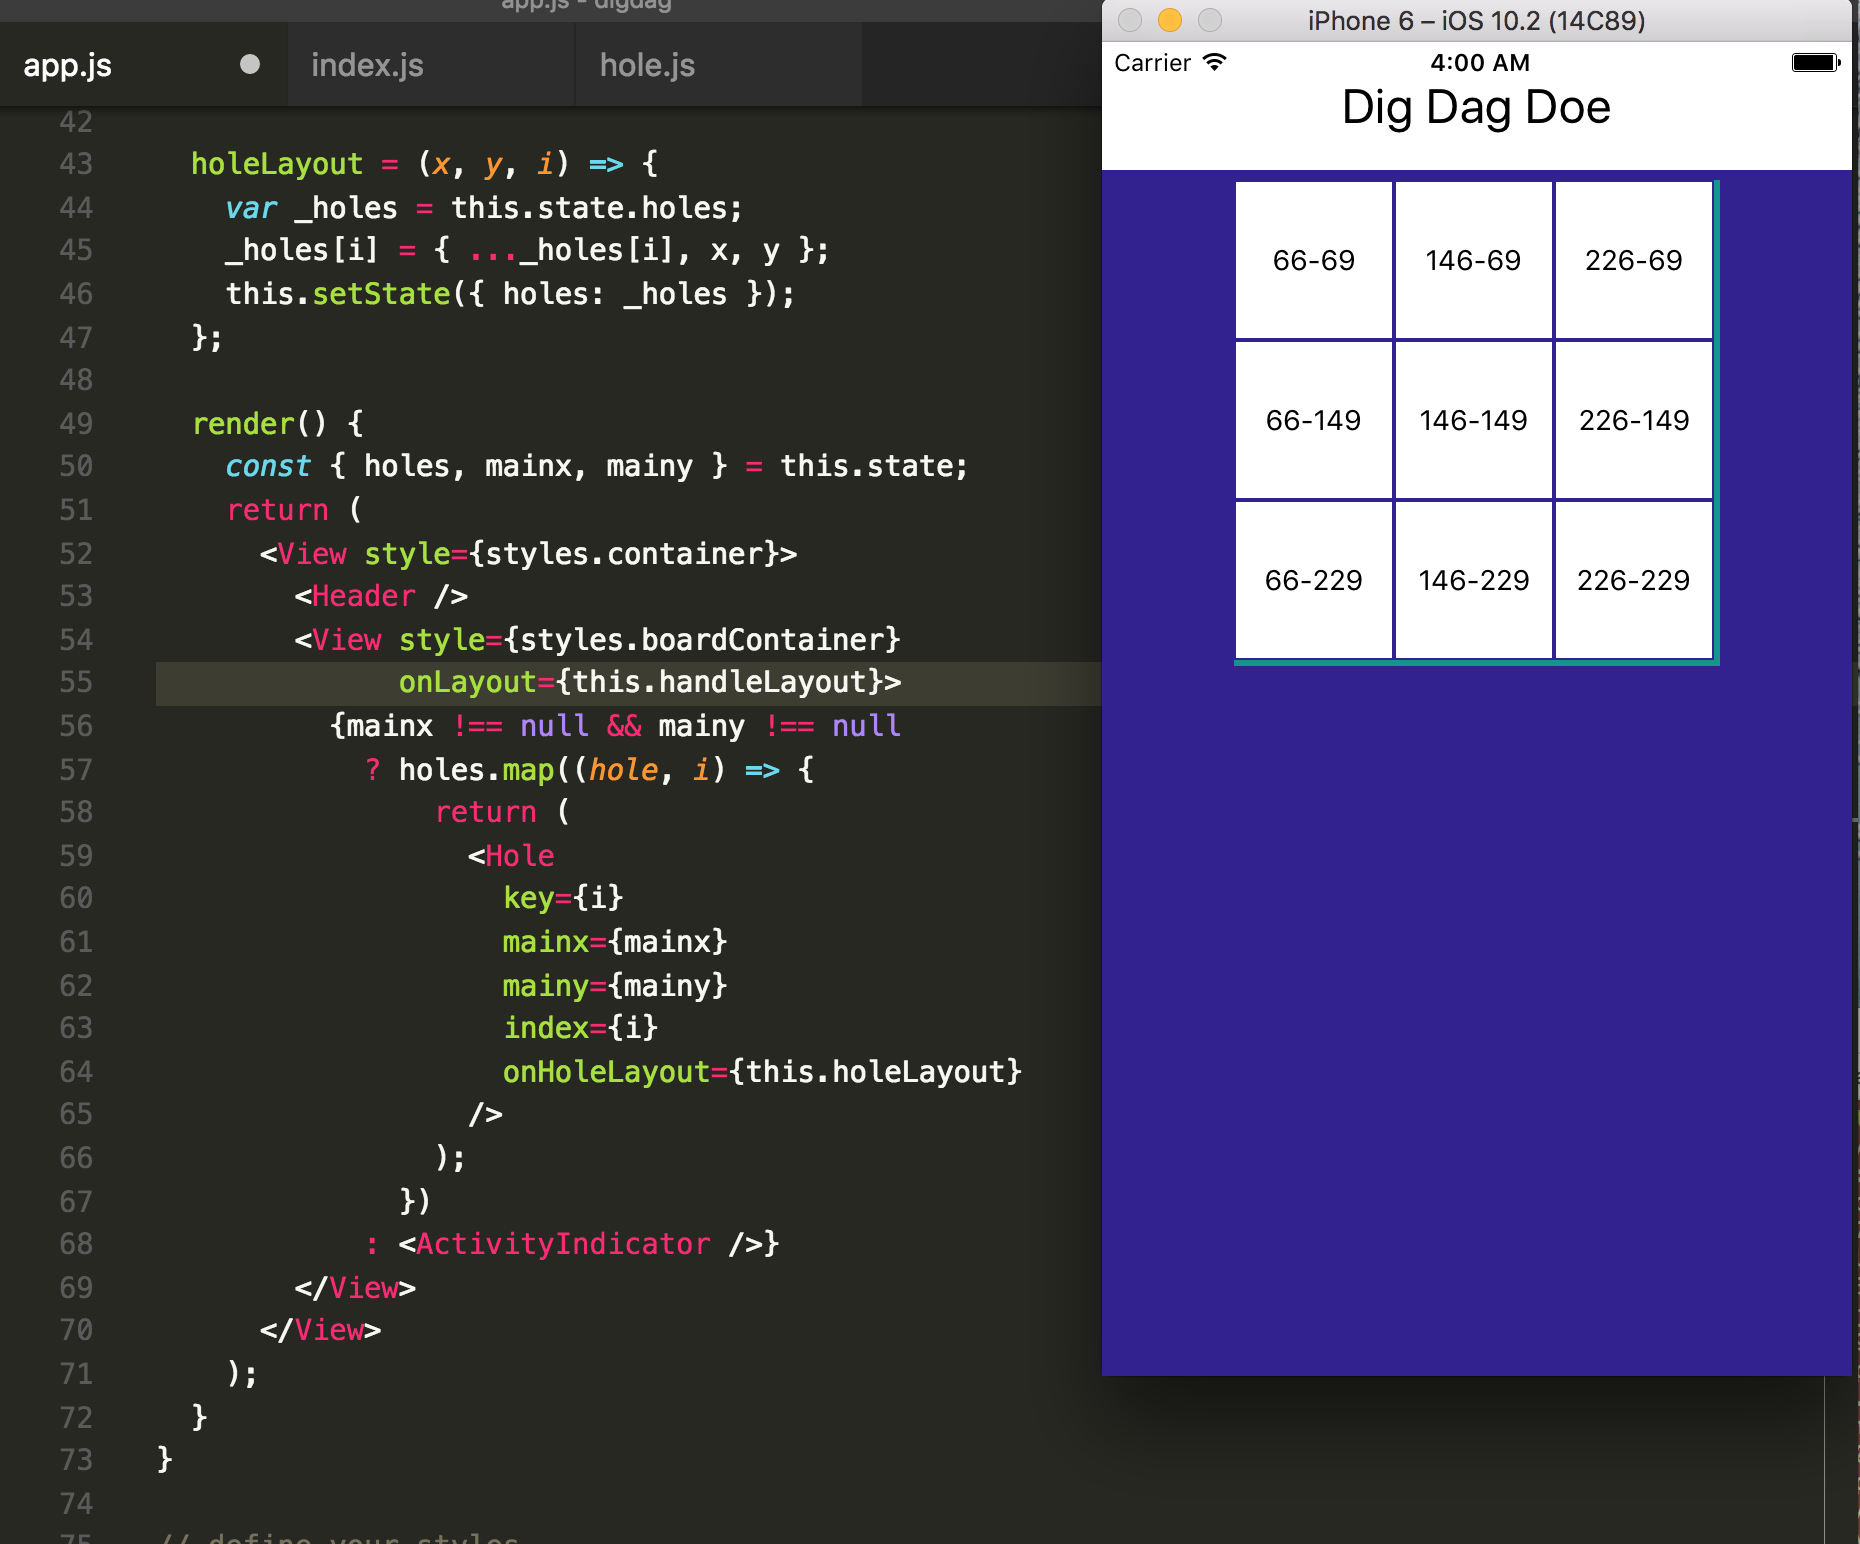 app.js - digdag
app.js
index.js
hole.js
42
43 holeLayout = (x, y, i) => {
44 var _holes = this.state.holes;
45 _holes[i] = { ..._holes[i], x, y };
46 this.setState({ holes: _holes });
47 };
48
49 render() {
50 const { holes, mainx, mainy } = this.state;
51 return (
52 <View style={styles.container}>
53 <Header />
54 <View style={styles.boardContainer}
55 onLayout={this.handleLayout}>
56 {mainx !== null && mainy !== null
57 ? holes.map((hole, i) => {
58 return (
59 <Hole
60 key={i}
61 mainx={mainx}
62 mainy={mainy}
63 index={i}
64 onHoleLayout={this.holeLayout}
65 />
66 );
67 })
68 : <ActivityIndicator />}
69 </View>
70 </View>
71 );
72 }
73 }
74
75 // define your styles
iPhone 6 – iOS 10.2 (14C89)
Carrier 4:00 AM
Dig Dag Doe
66-69 146-69 226-69
66-149 146-149 226-149
66-229 146-229 226-229